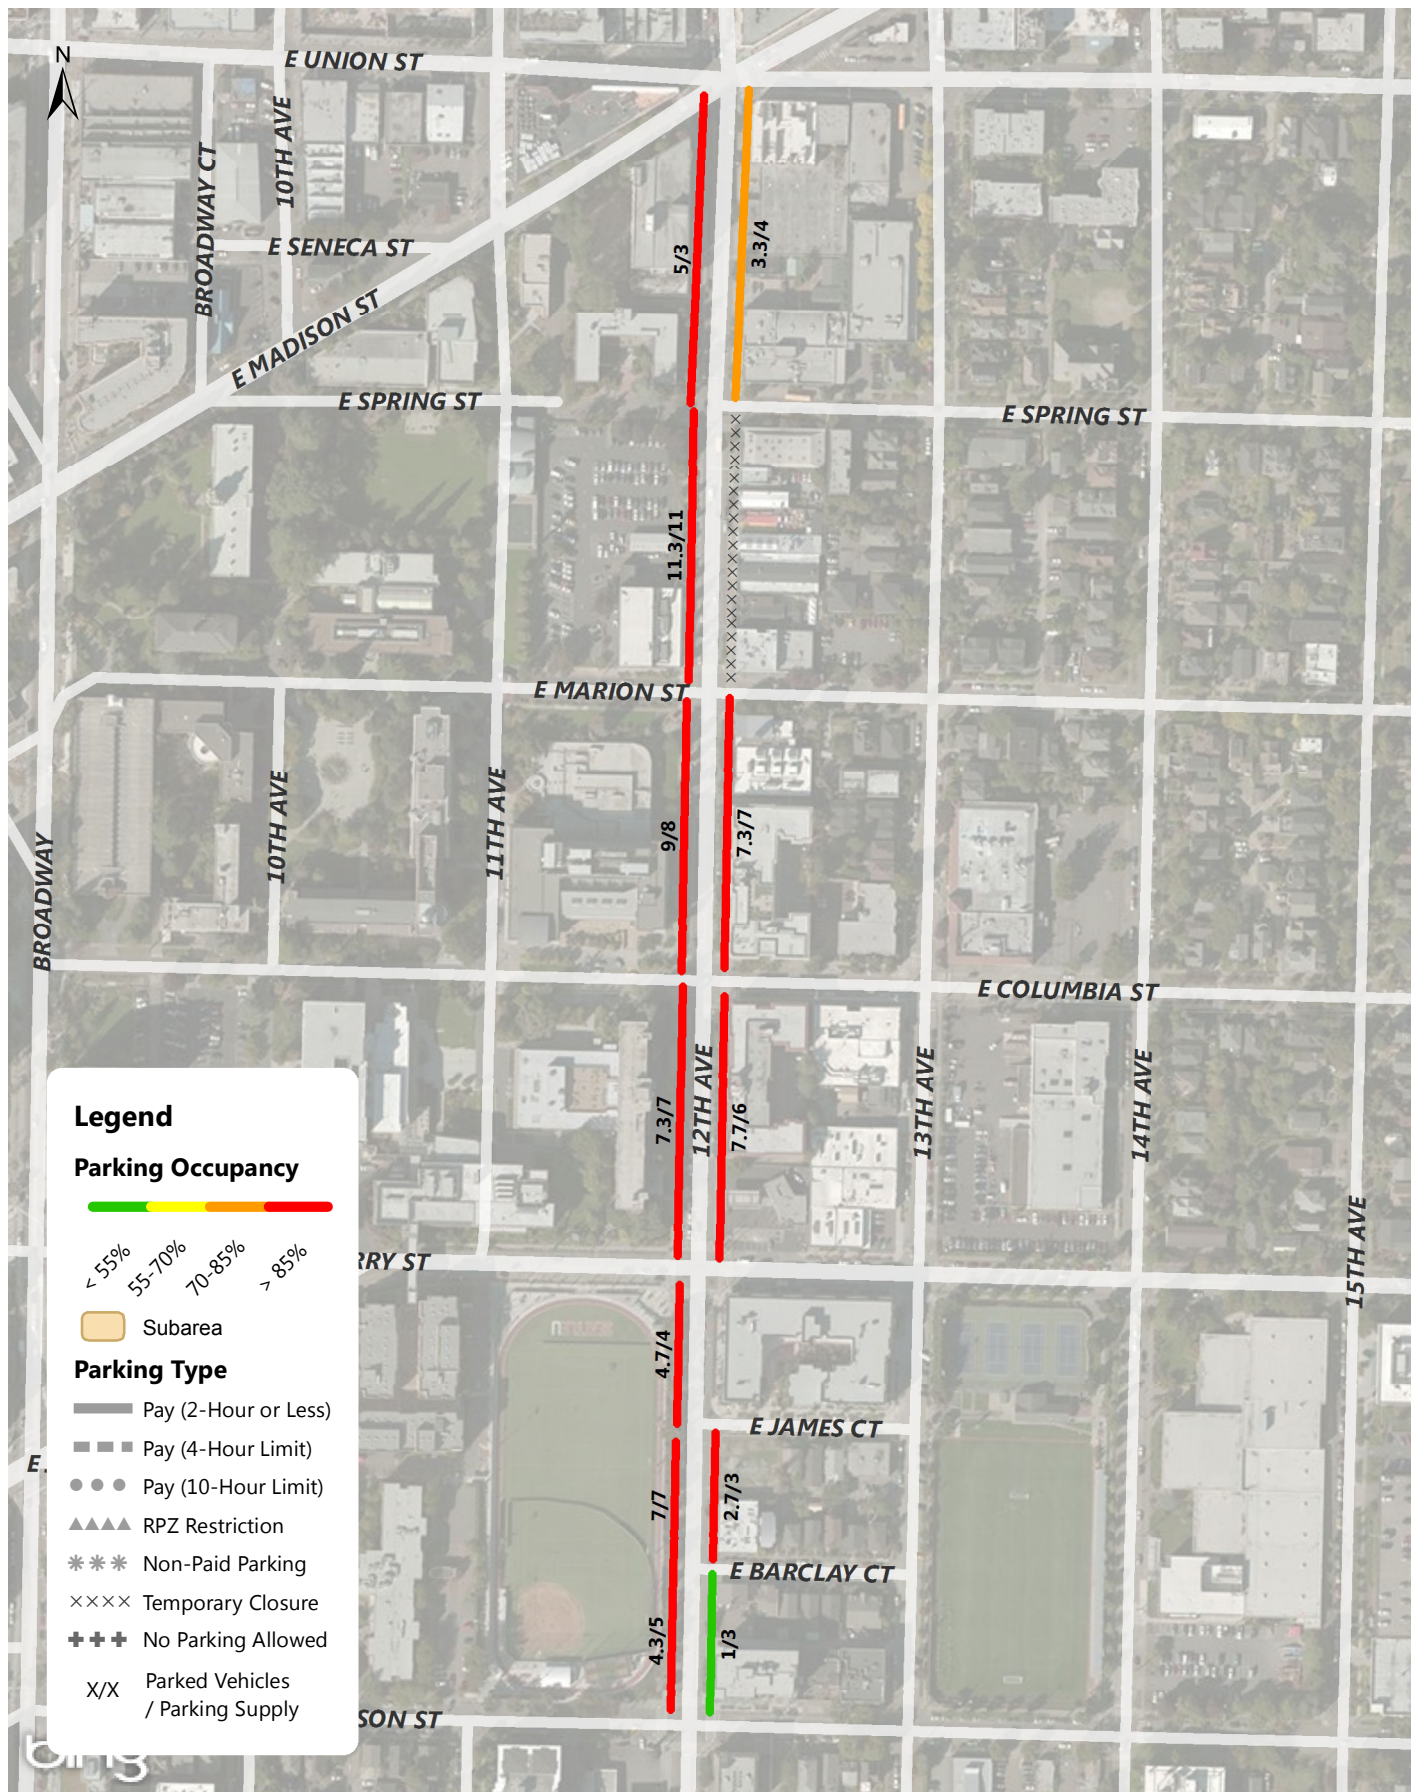 N
E UNION ST
10TH AVE
BROADWAY CT
E SENECA ST
E MADISON ST
5/3
3.3/4
E SPRING ST
E SPRING ST
11.3/11
E MARION ST
10TH AVE
11TH AVE
BROADWAY
9/8
7.3/7
E COLUMBIA ST
12TH AVE
13TH AVE
14TH AVE
15TH AVE
7.3/7
7.7/6
RRY ST
4.7/4
E JAMES CT
7/7
2.7/3
E BARCLAY CT
4.3/5
1/3
SON ST
E
Legend
Parking Occupancy
< 55%
55-70%
70-85%
> 85%
Subarea
Parking Type
Pay (2-Hour or Less)
Pay (4-Hour Limit)
Pay (10-Hour Limit)
RPZ Restriction
Non-Paid Parking
Temporary Closure
No Parking Allowed
X/X Parked Vehicles
/ Parking Supply
bing